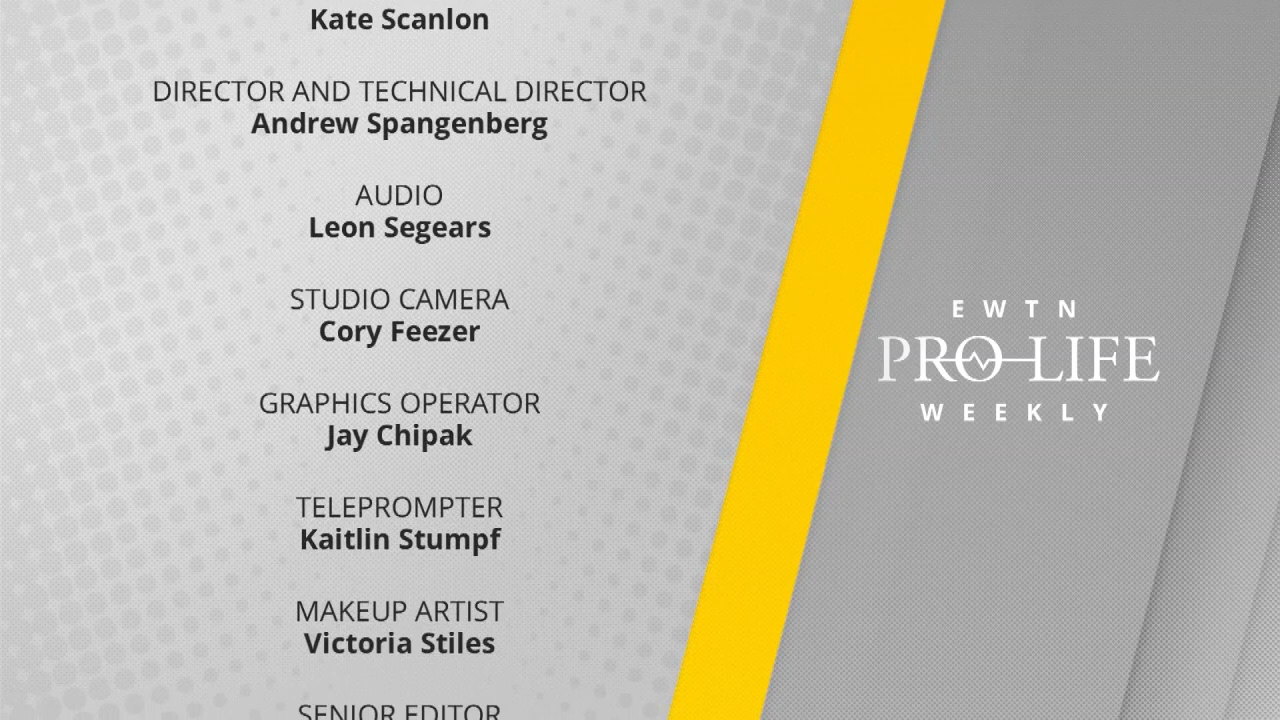 Kate Scanlon
DIRECTOR AND TECHNICAL DIRECTOR
Andrew Spangenberg
AUDIO
Leon Segears
STUDIO CAMERA
Cory Feezer
GRAPHICS OPERATOR
Jay Chipak
TELEPROMPTER
Kaitlin Stumpf
MAKEUP ARTIST
Victoria Stiles
SENIOR EDITOR
EWTN
PRO-LIFE
WEEKLY